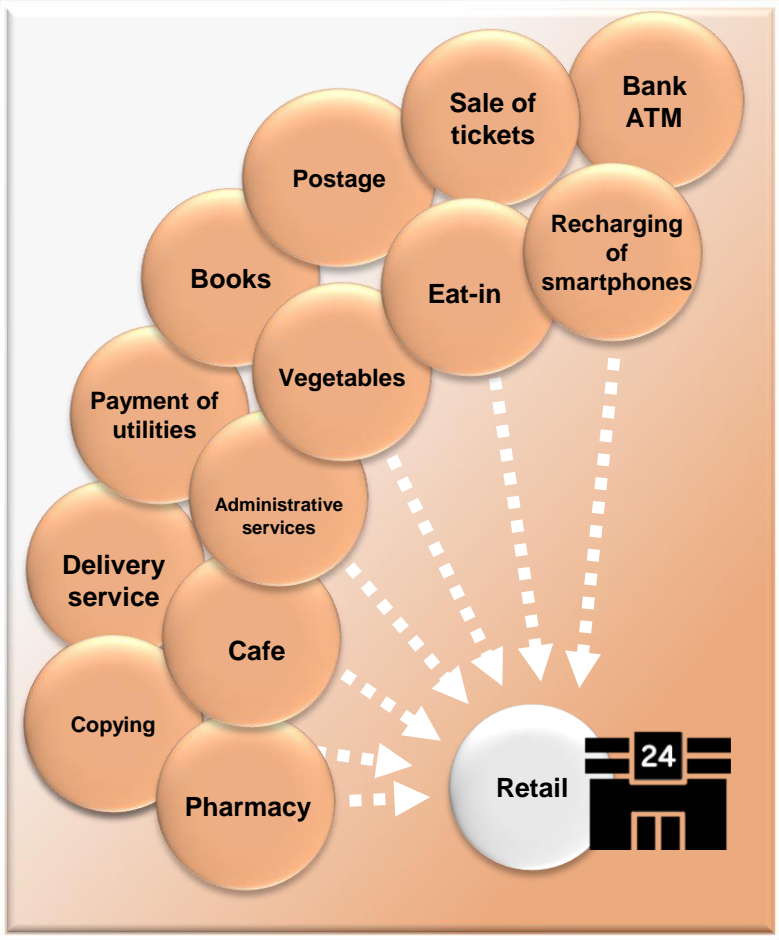 Bank
ATM
Sale of
tickets
Postage
Recharging
of
smartphones
Books
Eat-in
Vegetables
Payment of
utilities
Administrative
services
Delivery
service
Cafe
Copying
Pharmacy
Retail
24